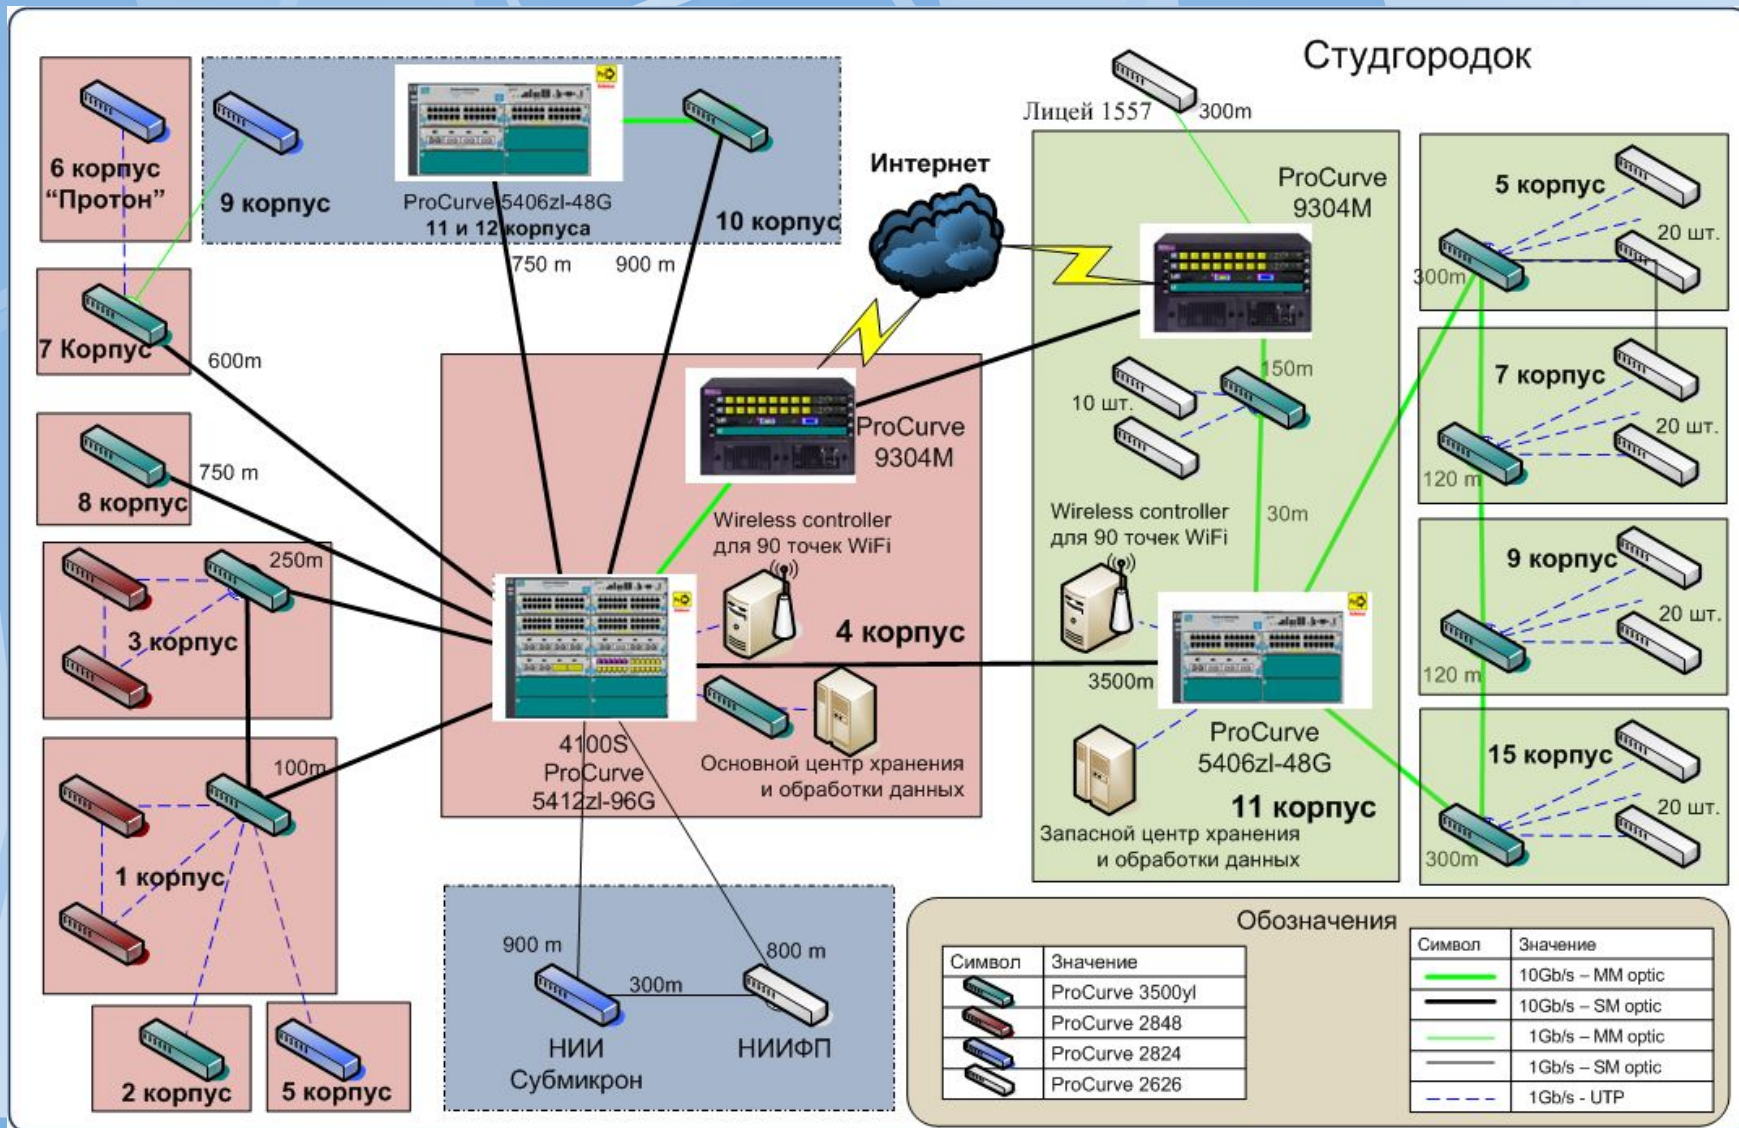 Студгородок
Лицей 1557
300m
6 корпус
“Протон”
9 корпус
ProCurve 5406zl-48G
11 и 12 корпуса
10 корпус
750 m
900 m
Интернет
ProCurve
9304M
5 корпус
20 шт.
300m
7 Корпус
600m
8 корпус
750 m
ProCurve
9304M
150m
10 шт.
30m
7 корпус
20 шт.
120 m
Wireless controller
для 90 точек WiFi
Wireless controller
для 90 точек WiFi
9 корпус
20 шт.
120 m
250m
3 корпус
4 корпус
3500m
4100S
ProCurve
5412zl-96G
Основной центр хранения
и обработки данных
ProCurve
5406zl-48G
11 корпус
Запасной центр хранения
и обработки данных
15 корпус
20 шт.
300m
100m
1 корпус
2 корпус
5 корпус
900 m
800 m
300m
НИИ
Субмикрон
НИИФП
Обозначения
Символ
Значение
ProCurve 3500yl
ProCurve 2848
ProCurve 2824
ProCurve 2626
Символ
Значение
10Gb/s – MM optic
10Gb/s – SM optic
1Gb/s – MM optic
1Gb/s – SM optic
1Gb/s - UTP